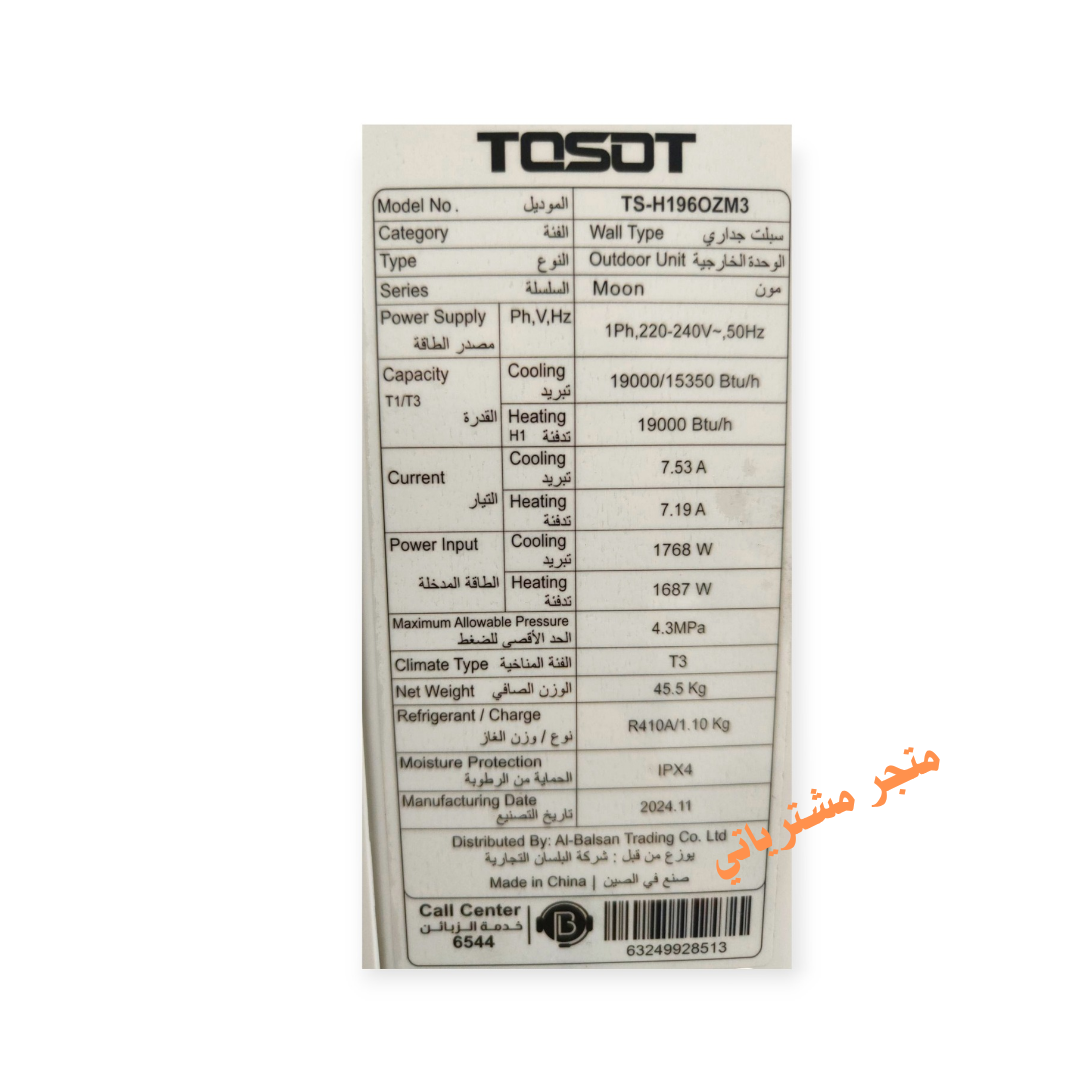 TOSOT
Model No. الموديل TS-H196OZM3
Category الفئة Wall Type سبلت جداري
Type النوع Outdoor Unit الوحدة الخارجية
Series السلسلة Moon مون
Power Supply مصدر الطاقة Ph,V,Hz 1Ph,220-240V~,50Hz
Capacity T1/T3 القدرة Cooling تبريد 19000/15350 Btu/h
Heating H1 تدفئة 19000 Btu/h
Current التيار Cooling تبريد 7.53 A
Heating تدفئة 7.19 A
Power Input الطاقة المدخلة Cooling تبريد 1768 W
Heating تدفئة 1687 W
Maximum Allowable Pressure الحد الأقصى للضغط 4.3MPa
Climate Type الفئة المناخية T3
Net Weight الوزن الصافي 45.5 Kg
Refrigerant / Charge نوع / وزن الغاز R410A/1.10 Kg
Moisture Protection الحماية من الرطوبة IPX4
Manufacturing Date تاريخ التصنيع 2024.11
Distributed By: Al-Balsan Trading Co. Ltd
يوزع من قبل : شركة البلسان التجارية
Made in China | صنع في الصين
Call Center
خدمة الزبائن
6544
B
63249928513
متجر مشترياتي